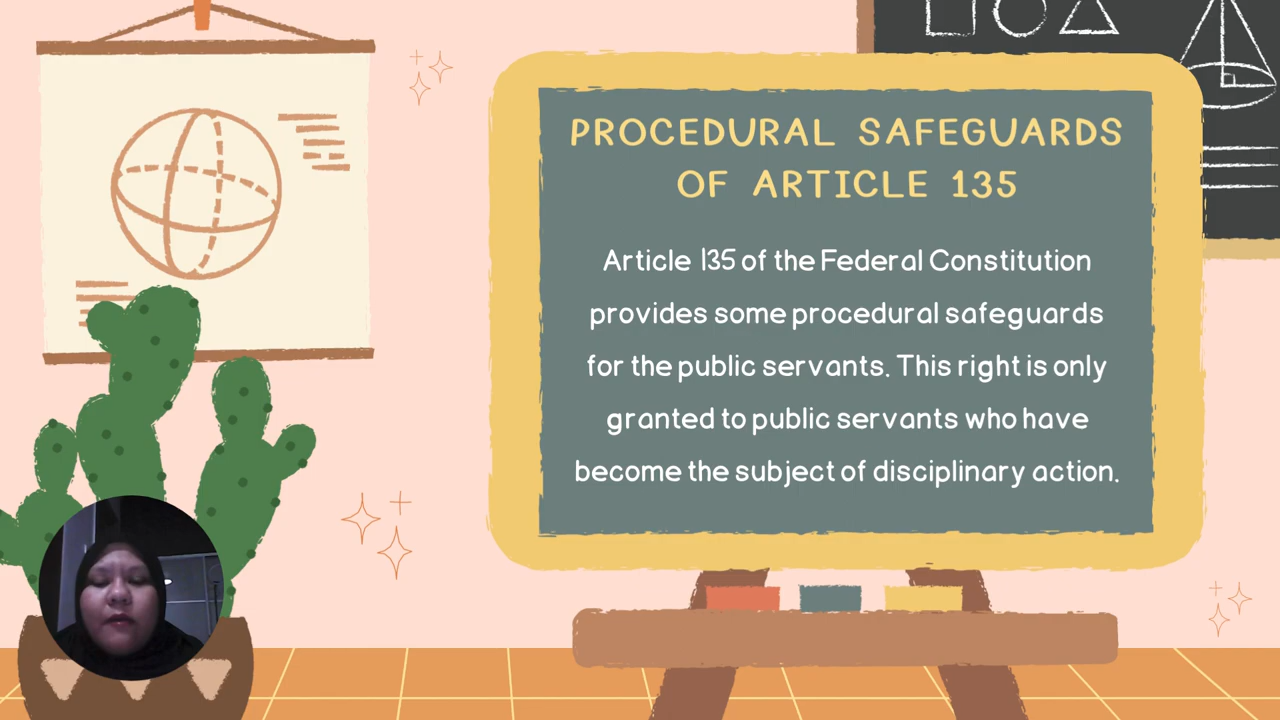 PROCEDURAL SAFEGUARDS
OF ARTICLE 135
Article 135 of the Federal Constitution
provides some procedural safeguards
for the public servants. This right is only
granted to public servants who have
become the subject of disciplinary action.